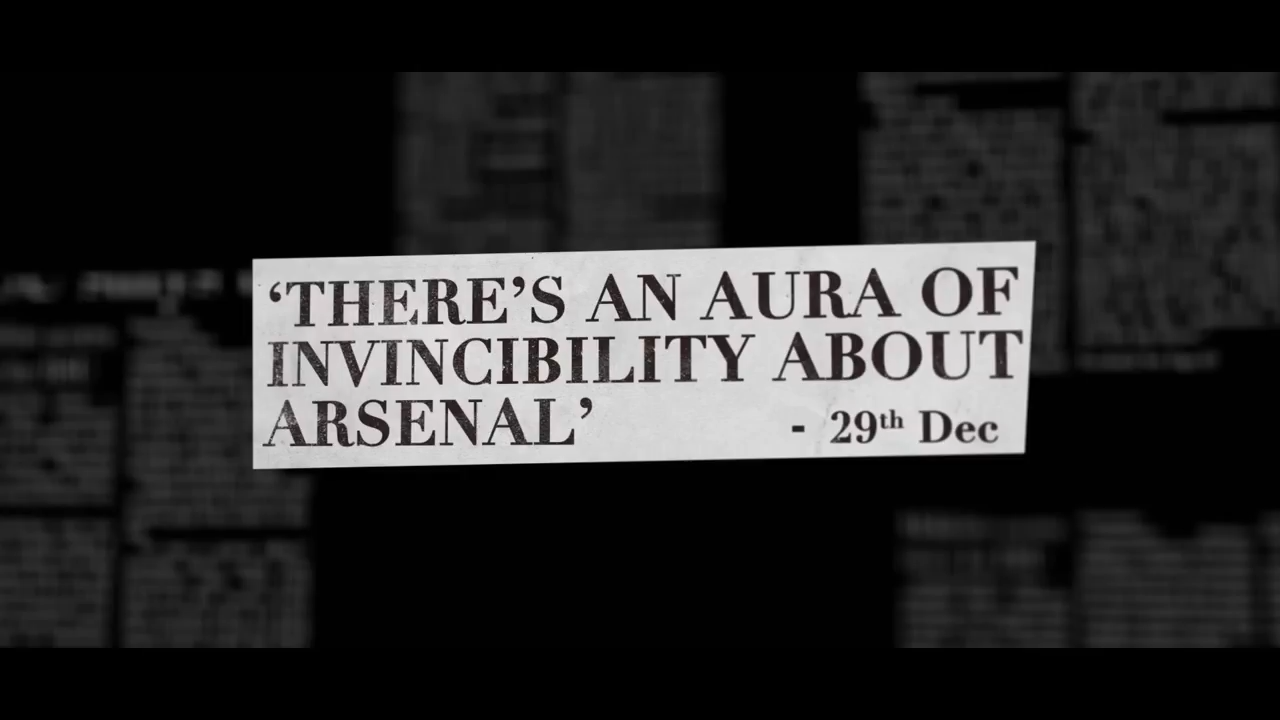 ‘THERE’S AN AURA OF
INVINCIBILITY ABOUT
ARSENAL’ - 29th Dec